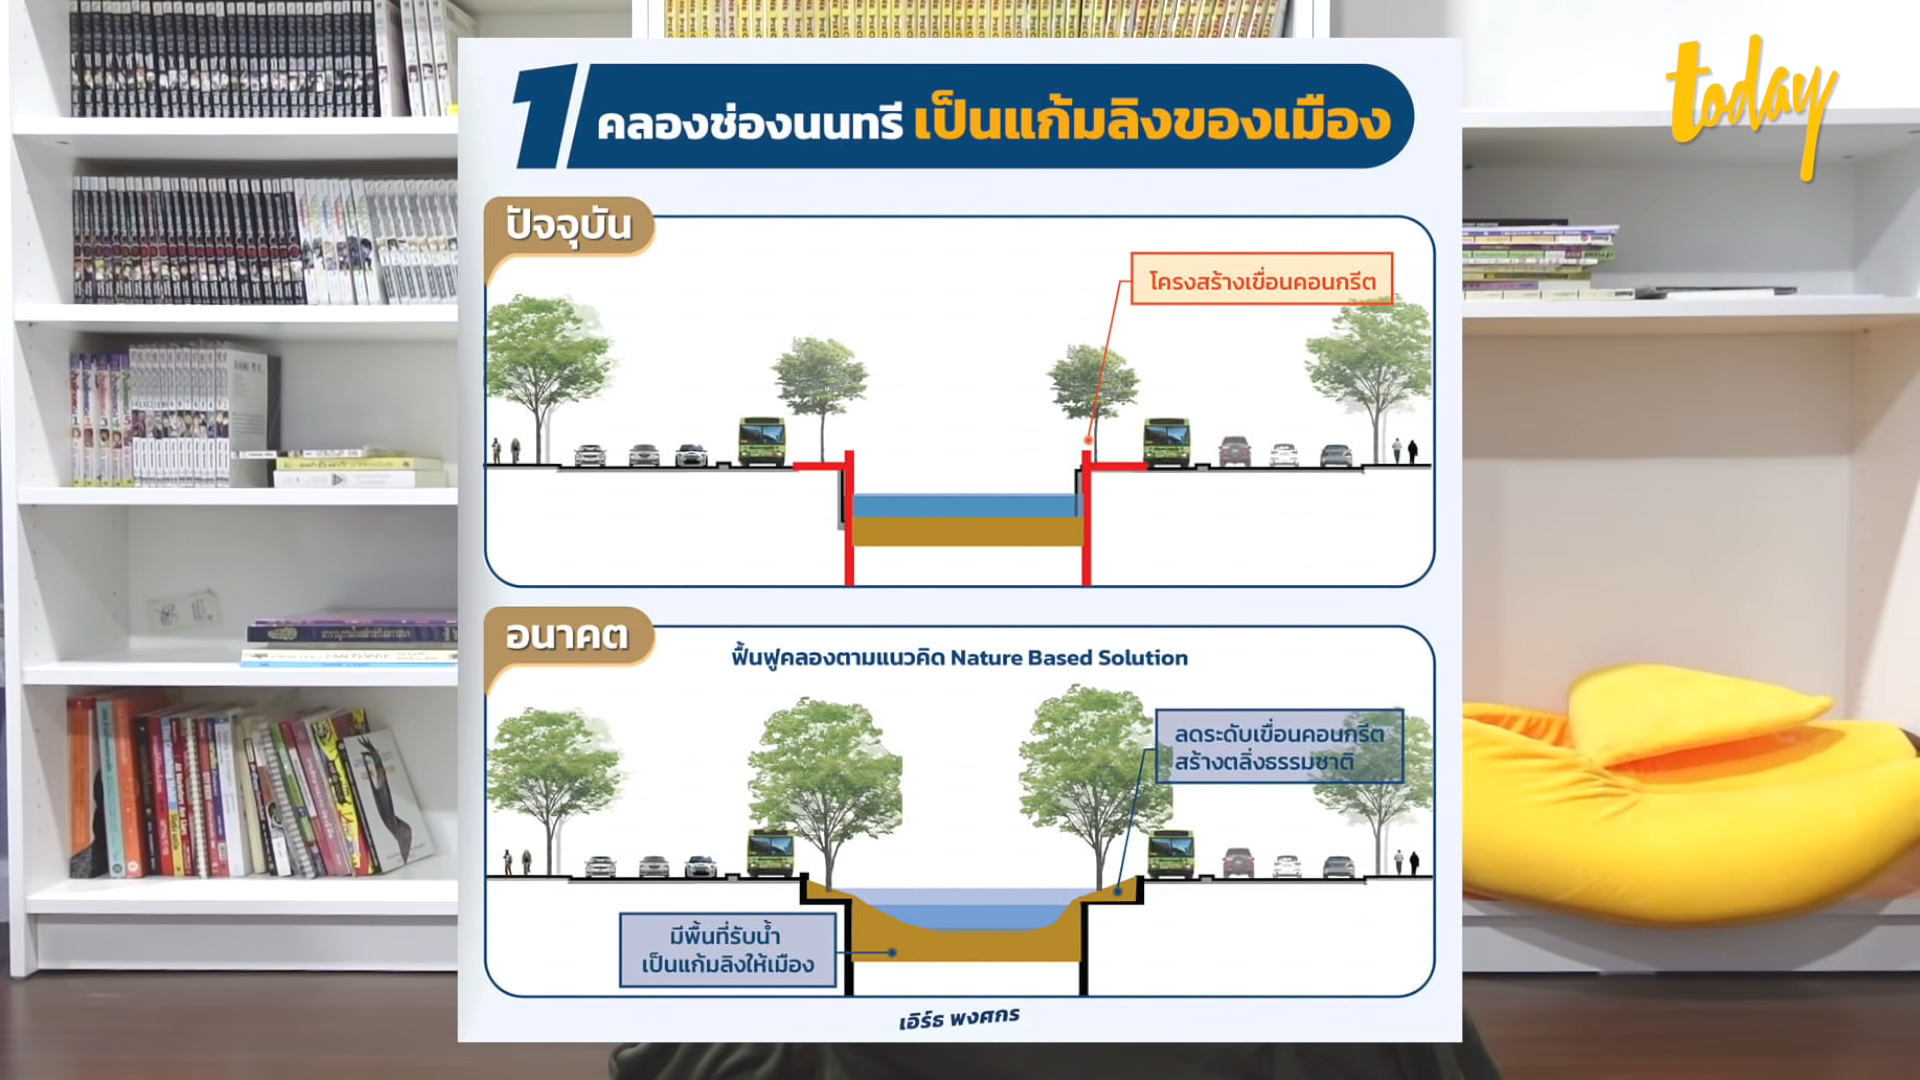 today
1 คลองช่องนนทรี เป็นแก้มลิงของเมือง
ปัจจุบัน
โครงสร้างเขื่อนคอนกรีต
อนาคต
ฟื้นฟูคลองตามแนวคิด Nature Based Solution
ลดระดับเขื่อนคอนกรีต
สร้างตลิ่งธรรมชาติ
มีพื้นที่รับน้ำ
เป็นแก้มลิงให้เมือง
เอิร์ธ พงศกร